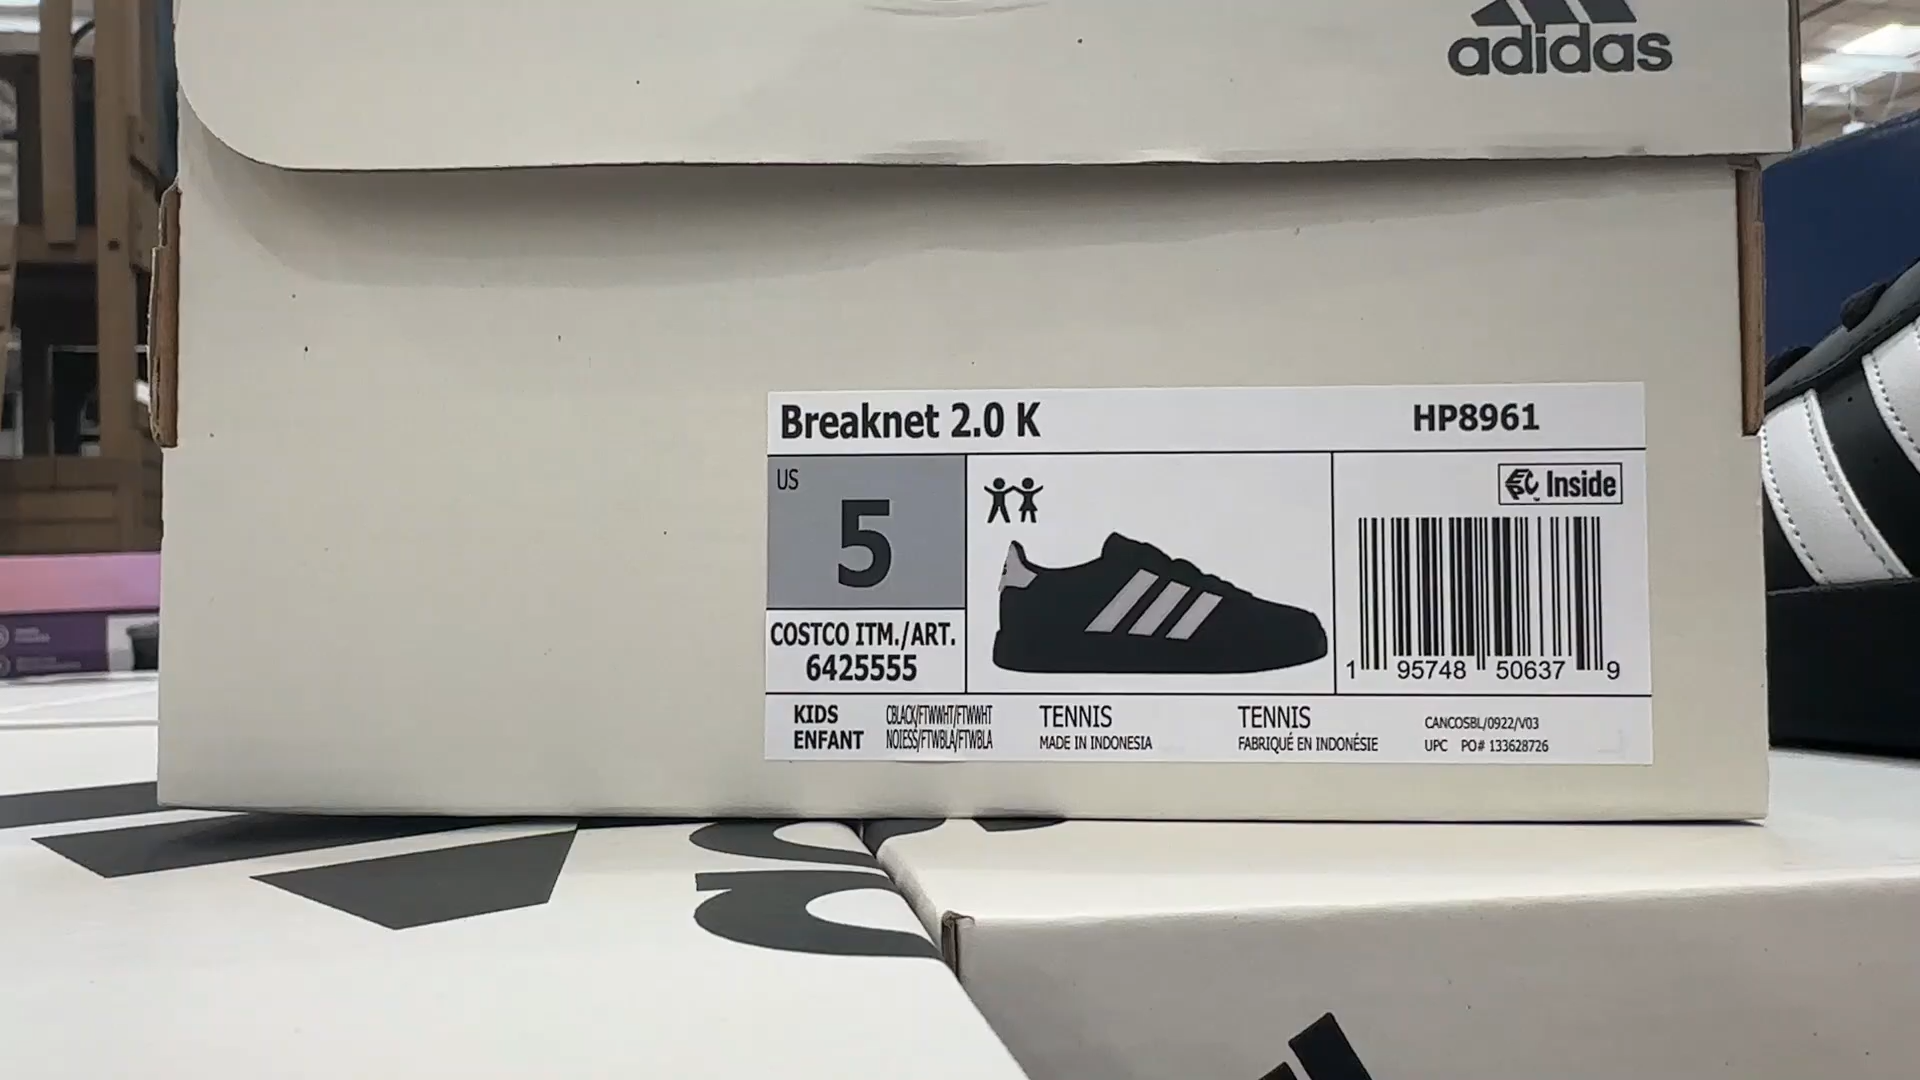 adidas
Breaknet 2.0 K
HP8961
US
5
EPC Inside
COSTCO ITM./ART.
6425555
1 95748 50637 9
KIDS
ENFANT
CBLACK/FTWWHT/FTWWHT
NOIESS/FTWBLA/FTWBLA
TENNIS
MADE IN INDONESIA
TENNIS
FABRIQUÉ EN INDONÉSIE
CANCOSBL/0922/V03
UPC PO# 133628726